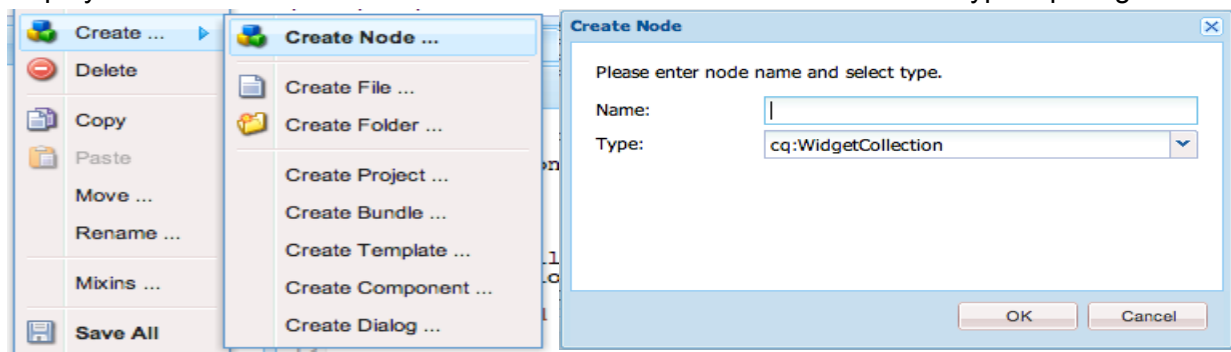 Create ...
Delete
Copy
Paste
Move ...
Rename ...
Mixins ...
Save All
Create Node ...
Create File ...
Create Folder ...
Create Project ...
Create Bundle ...
Create Template ...
Create Component ...
Create Dialog ...
Create Node
Please enter node name and select type.
Name:
Type: cq:WidgetCollection
OK Cancel